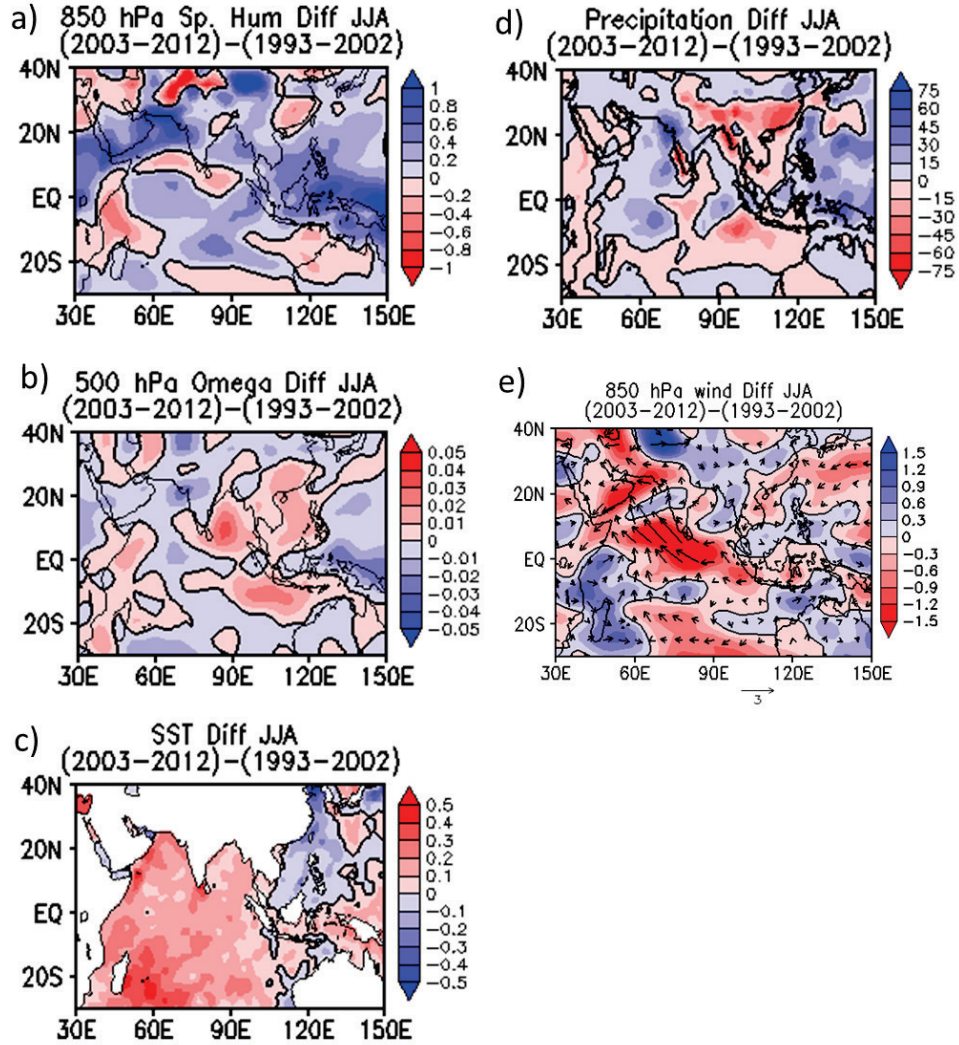 a)
850 hPa Sp. Hum Diff JJA
(2003-2012)-(1993-2002)
40N
20N
EQ
20S
30E 60E 90E 120E 150E
1
0.8
0.6
0.4
0.2
0
-0.2
-0.4
-0.6
-0.8
-1
b)
500 hPa Omega Diff JJA
(2003-2012)-(1993-2002)
40N
20N
EQ
20S
30E 60E 90E 120E 150E
0.05
0.04
0.03
0.02
0.01
0
-0.01
-0.02
-0.03
-0.04
-0.05
c)
SST Diff JJA
(2003-2012)-(1993-2002)
40N
20N
EQ
20S
30E 60E 90E 120E 150E
0.5
0.4
0.3
0.2
0.1
0
-0.1
-0.2
-0.3
-0.4
-0.5
d)
Precipitation Diff JJA
(2003-2012)-(1993-2002)
40N
20N
EQ
20S
30E 60E 90E 120E 150E
75
60
45
30
15
0
-15
-30
-45
-60
-75
e)
850 hPa wind Diff JJA
(2003-2012)-(1993-2002)
40N
20N
EQ
20S
30E 60E 90E 120E 150E
3
1.5
1.2
0.9
0.6
0.3
0
-0.3
-0.6
-0.9
-1.2
-1.5